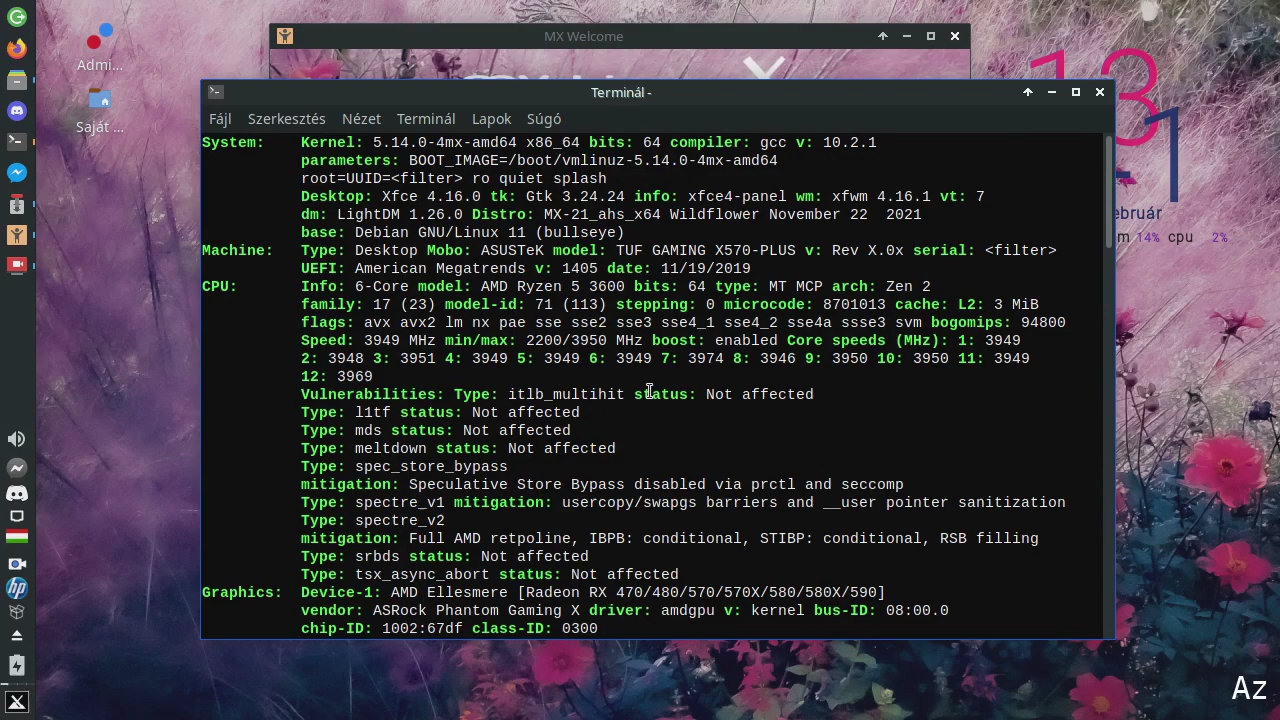 MX Welcome
Admi...
Saját ...
13
1
ebruár
m 14% cpu 2%
Terminál -
Fájl Szerkesztés Nézet Terminál Lapok Súgó
System: Kernel: 5.14.0-4mx-amd64 x86_64 bits: 64 compiler: gcc v: 10.2.1
parameters: BOOT_IMAGE=/boot/vmlinuz-5.14.0-4mx-amd64
root=UUID=<filter> ro quiet splash
Desktop: Xfce 4.16.0 tk: Gtk 3.24.24 info: xfce4-panel wm: xfwm 4.16.1 vt: 7
dm: LightDM 1.26.0 Distro: MX-21_ahs_x64 Wildflower November 22  2021
base: Debian GNU/Linux 11 (bullseye)
Machine: Type: Desktop Mobo: ASUSTeK model: TUF GAMING X570-PLUS v: Rev X.0x serial: <filter>
UEFI: American Megatrends v: 1405 date: 11/19/2019
CPU: Info: 6-Core model: AMD Ryzen 5 3600 bits: 64 type: MT MCP arch: Zen 2
family: 17 (23) model-id: 71 (113) stepping: 0 microcode: 8701013 cache: L2: 3 MiB
flags: avx avx2 lm nx pae sse sse2 sse3 sse4_1 sse4_2 sse4a ssse3 svm bogomips: 94800
Speed: 3949 MHz min/max: 2200/3950 MHz boost: enabled Core speeds (MHz): 1: 3949
2: 3948 3: 3951 4: 3949 5: 3949 6: 3949 7: 3974 8: 3946 9: 3950 10: 3950 11: 3949
12: 3969
Vulnerabilities: Type: itlb_multihit status: Not affected
Type: l1tf status: Not affected
Type: mds status: Not affected
Type: meltdown status: Not affected
Type: spec_store_bypass
mitigation: Speculative Store Bypass disabled via prctl and seccomp
Type: spectre_v1 mitigation: usercopy/swapgs barriers and __user pointer sanitization
Type: spectre_v2
mitigation: Full AMD retpoline, IBPB: conditional, STIBP: conditional, RSB filling
Type: srbds status: Not affected
Type: tsx_async_abort status: Not affected
Graphics: Device-1: AMD Ellesmere [Radeon RX 470/480/570/570X/580/580X/590]
vendor: ASRock Phantom Gaming X driver: amdgpu v: kernel bus-ID: 08:00.0
chip-ID: 1002:67df class-ID: 0300
hp
Az